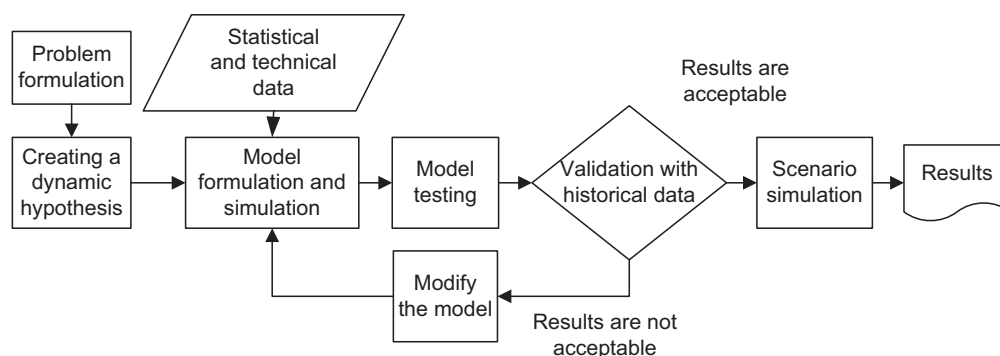 Problem
formulation
Statistical
and technical
data
Results are
acceptable
Creating a
dynamic
hypothesis
Model
formulation and
simulation
Model
testing
Validation with
historical data
Scenario
simulation
Results
Modify
the model
Results are not
acceptable